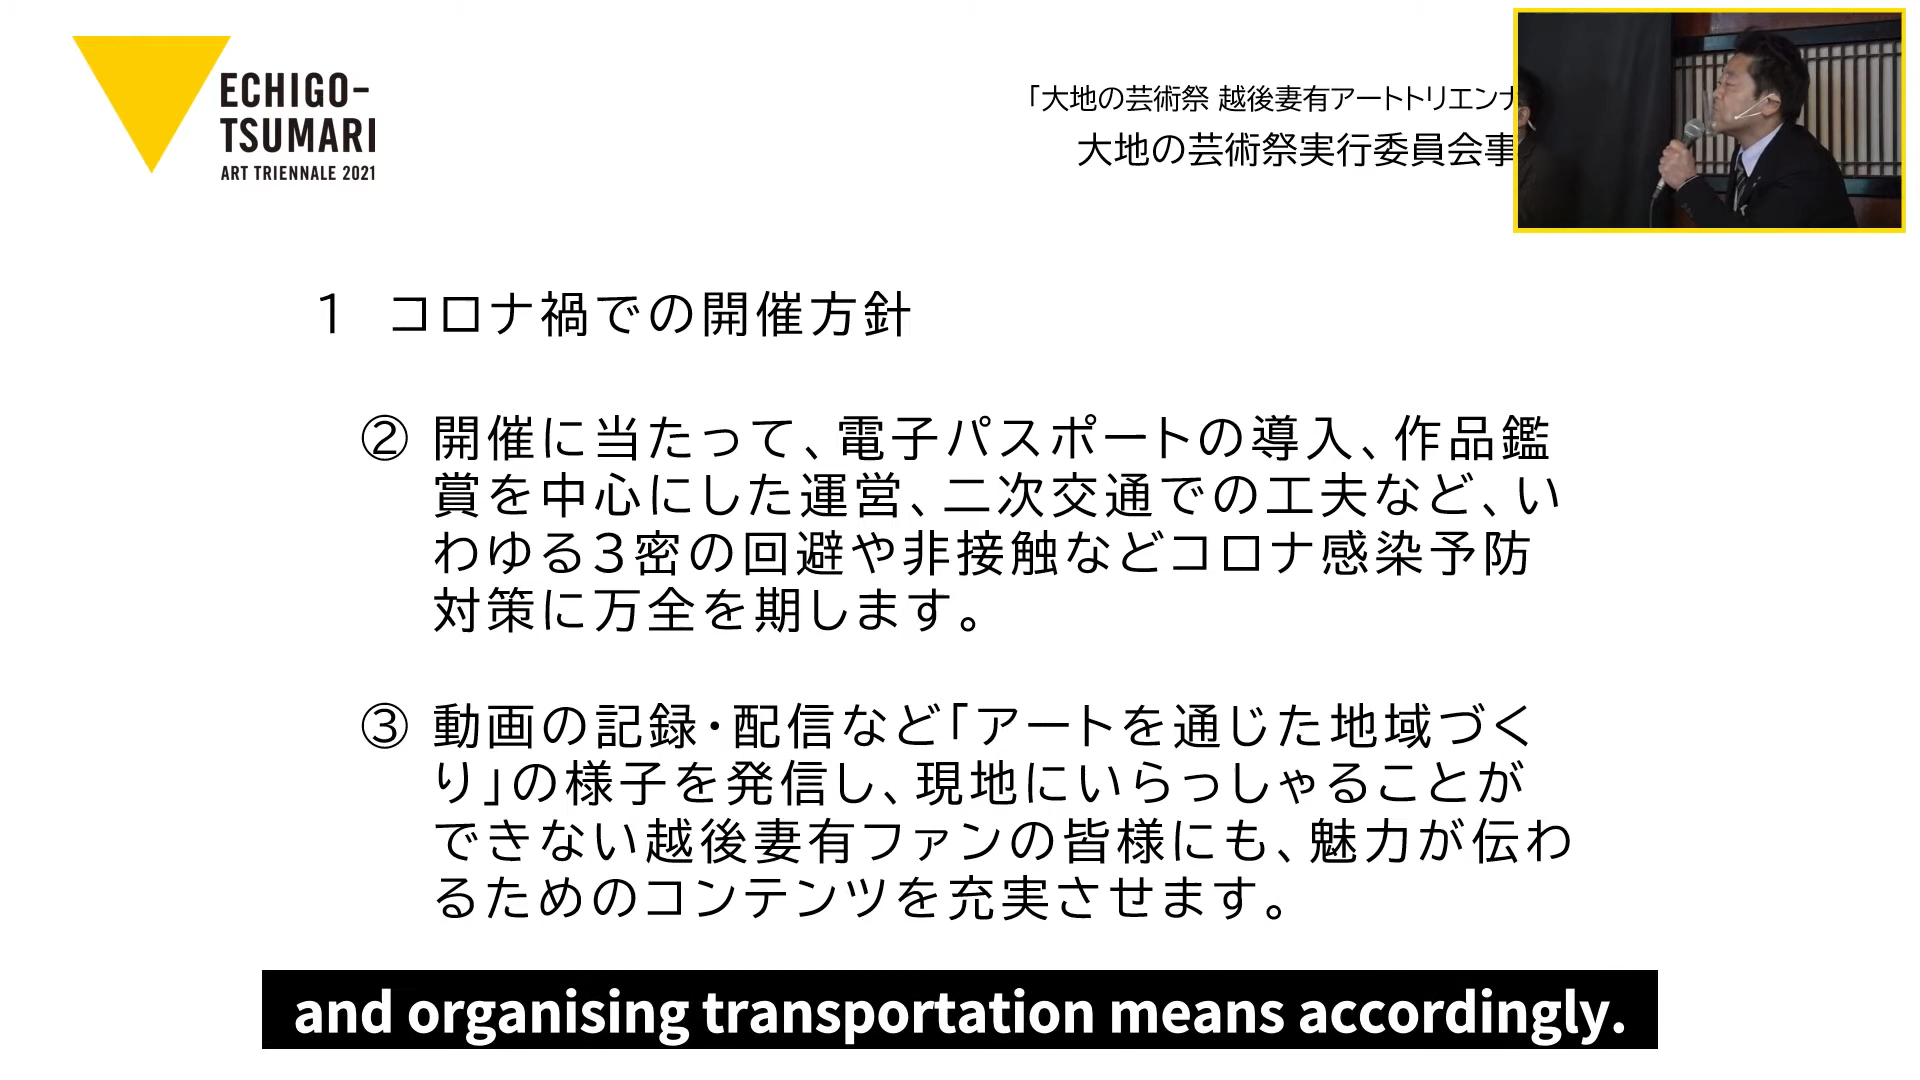 ECHIGO-
TSUMARI
ART TRIENNALE 2021
「大地の芸術祭 越後妻有アートトリエンナ
大地の芸術祭実行委員会事
1 コロナ禍での開催方針
② 開催に当たって、電子パスポートの導入、作品鑑
賞を中心にした運営、二次交通での工夫など、い
わゆる3密の回避や非接触などコロナ感染予防
対策に万全を期します。
③ 動画の記録・配信など「アートを通じた地域づく
り」の様子を発信し、現地にいらっしゃることが
できない越後妻有ファンの皆様にも、魅力が伝わ
るためのコンテンツを充実させます。
and organising transportation means accordingly.